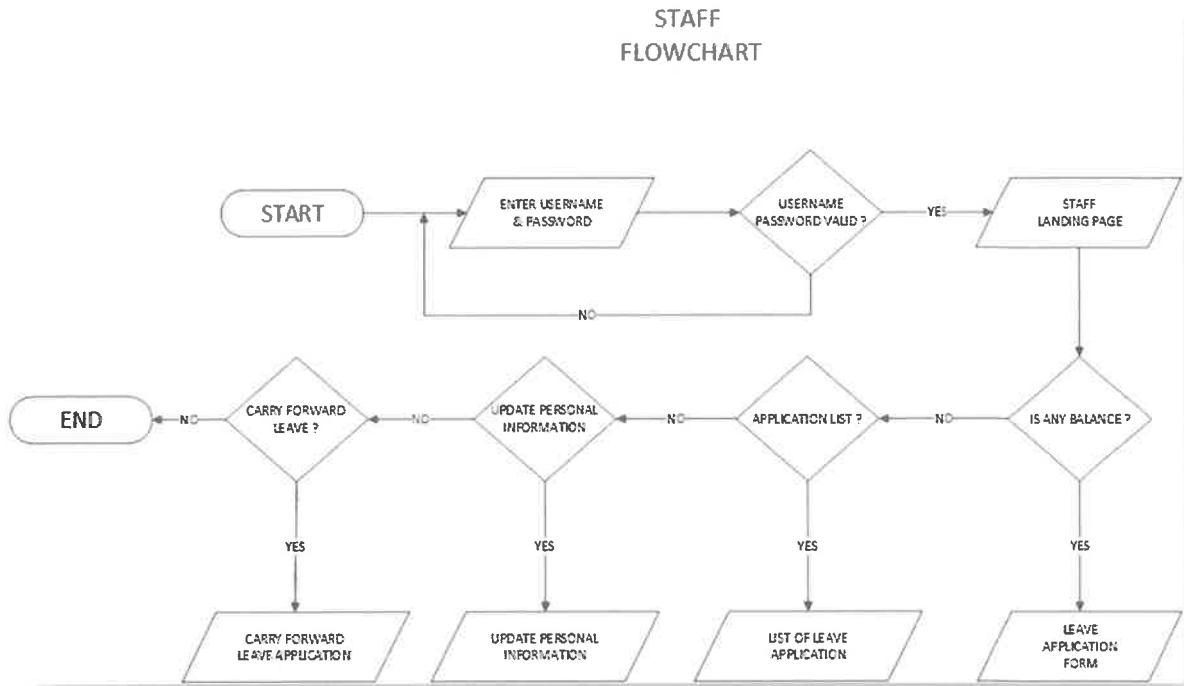 STAFF
FLOWCHART
START
ENTER USERNAME
& PASSWORD
USERNAME
PASSWORD VALID ?
YES
STAFF
LANDING PAGE
NO
END
NO
CARRY FORWARD
LEAVE ?
NO
UPDATE PERSONAL
INFORMATION
NO
APPLICATION LIST ?
NO
IS ANY BALANCE ?
YES
YES
YES
YES
CARRY FORWARD
LEAVE APPLICATION
UPDATE PERSONAL
INFORMATION
LIST OF LEAVE
APPLICATION
LEAVE
APPLICATION
FORM